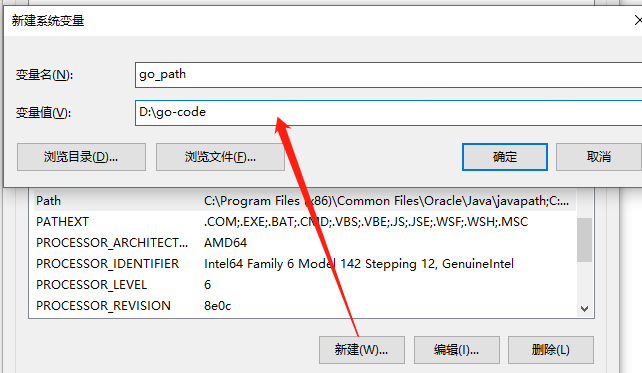 新建系统变量
变量名(N): go_path
变量值(V): D:\go-code
浏览目录(D)... 浏览文件(F)... 确定 取消
Path C:\Program Files (x86)\Common Files\Oracle\Java\javapath;C:...
PATHEXT .COM;.EXE;.BAT;.CMD;.VBS;.VBE;.JS;.JSE;.WSF;.WSH;.MSC
PROCESSOR_ARCHITECT... AMD64
PROCESSOR_IDENTIFIER Intel64 Family 6 Model 142 Stepping 12, GenuineIntel
PROCESSOR_LEVEL 6
PROCESSOR_REVISION 8e0c
新建(W)... 编辑(I)... 删除(L)